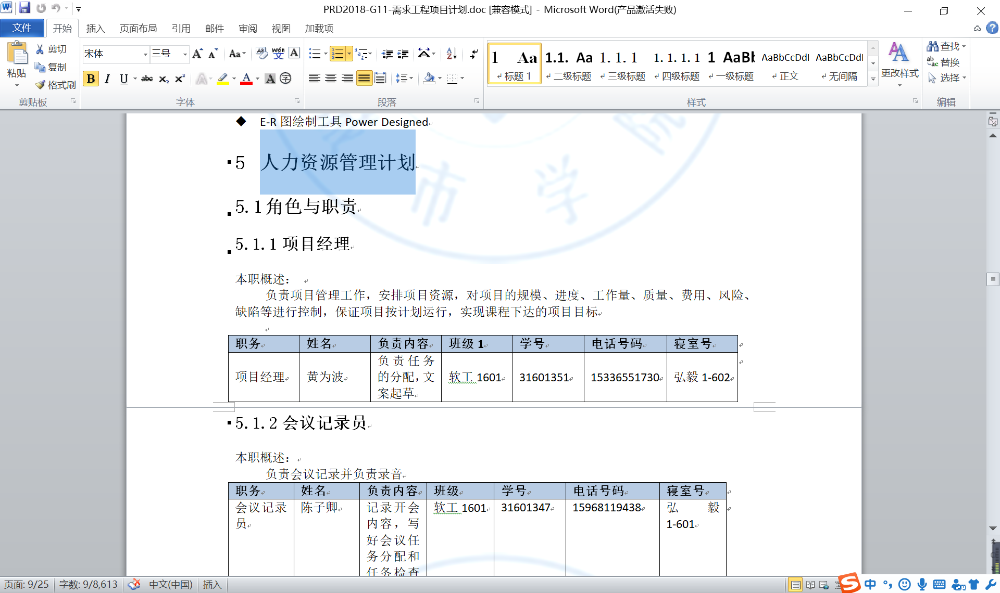 PRD2018-G11-需求工程项目计划.doc [兼容模式] - Microsoft Word(产品激活失败)
文件 开始 插入 页面布局 引用 邮件 审阅 视图 加载项
粘贴 剪切 复制 格式刷
宋体 三号
剪贴板 字体 段落 样式 编辑
1 Aa 1.1. Aa 1. 1. 1 1. 1. 1. 1 1 AaBb AaBbCcDdI AaBbCcDdI
标题 1 二级标题 三级标题 四级标题 一级标题 正文 无间隔
更改样式
查找
替换
选择
E-R 图绘制工具 Power Designed
5 人力资源管理计划
5.1 角色与职责
5.1.1 项目经理
本职概述：
负责项目管理工作，安排项目资源，对项目的规模、进度、工作量、质量、费用、风险、
缺陷等进行控制，保证项目按计划运行，实现课程下达的项目目标
职务 姓名 负责内容 班级 1 学号 电话号码 寝室号
项目经理 黄为波 负责任务的分配，文案起草 软工 1601 31601351 15336551730 弘毅 1-602
5.1.2 会议记录员
本职概述：
负责会议记录并负责录音
职务 姓名 负责内容 班级 学号 电话号码 寝室号
会议记录员 陈子卿 记录开会内容，写好会议任务分配和任务检查 软工 1601 31601347 15968119438 弘毅 1-601
市 学 院
页面: 9/25 字数: 9/8,613 中文(中国) 插入
中